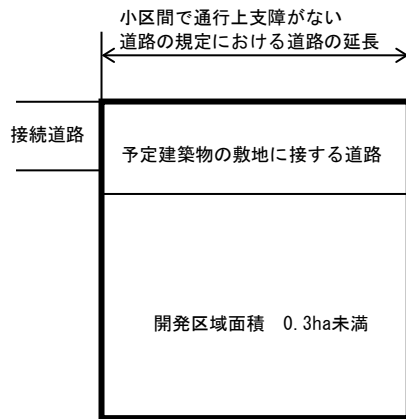 小区間で通行上支障がない
道路の規定における道路の延長
接続道路
予定建築物の敷地に接する道路
開発区域面積　0.3ha未満